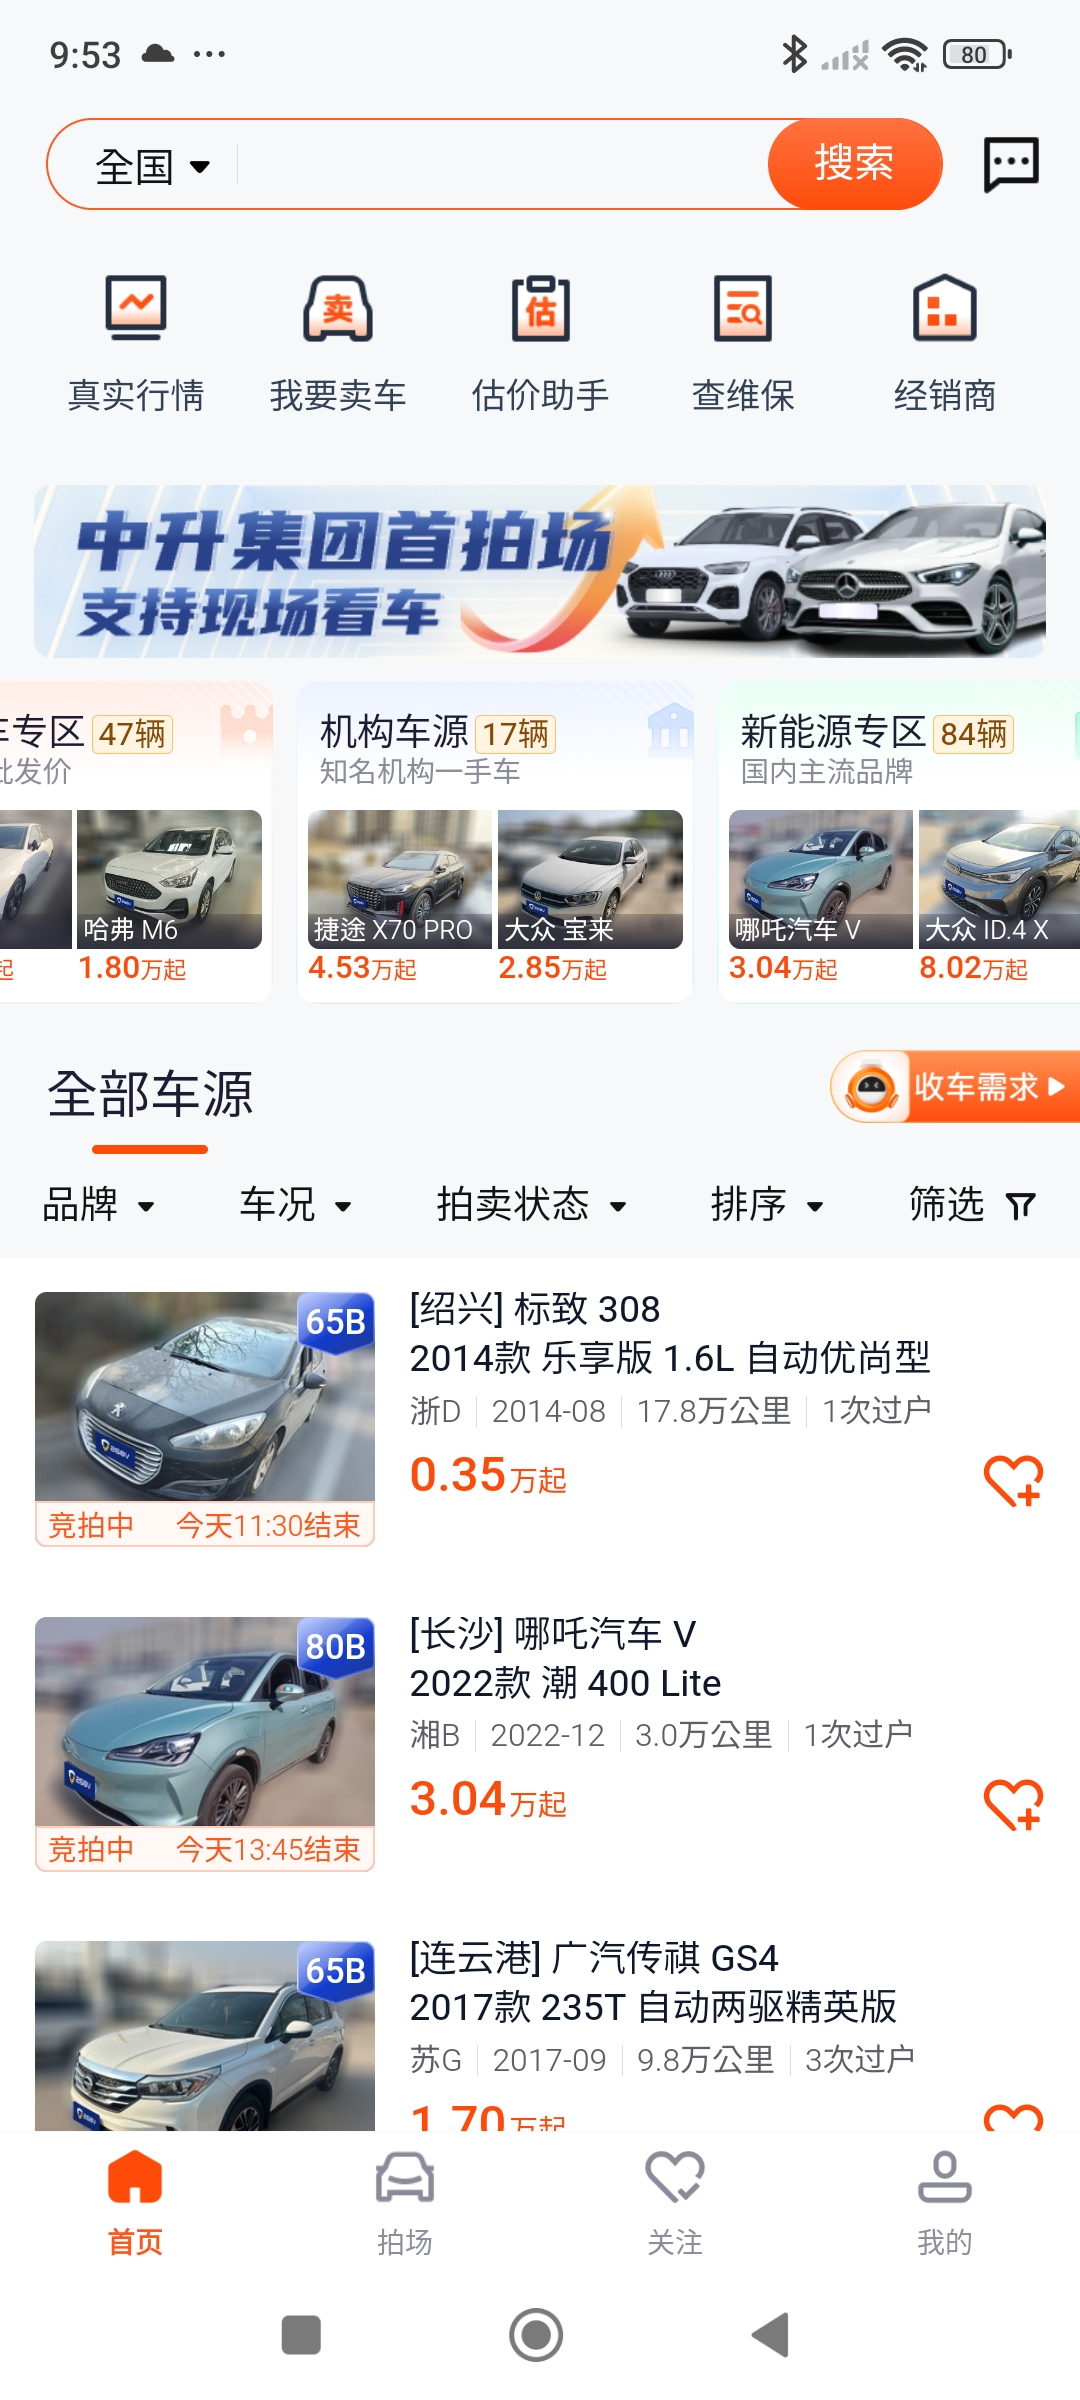 9:53
80
全国
搜索
卖
估
真实行情
我要卖车
估价助手
查维保
经销商
中升集团首拍场
支持现场看车
专区 47辆
批发价
哈弗 M6
起
1.80万起
机构车源 17辆
知名机构一手车
捷途 X70 PRO
大众 宝来
4.53万起
2.85万起
新能源专区 84辆
国内主流品牌
哪吒汽车 V
大众 ID.4 X
3.04万起
8.02万起
全部车源
收车需求
品牌
车况
拍卖状态
排序
筛选
65B
[绍兴] 标致 308
2014款 乐享版 1.6L 自动优尚型
浙D 2014-08 17.8万公里 1次过户
0.35万起
竞拍中 今天11:30结束
80B
[长沙] 哪吒汽车 V
2022款 潮 400 Lite
湘B 2022-12 3.0万公里 1次过户
3.04万起
竞拍中 今天13:45结束
65B
[连云港] 广汽传祺 GS4
2017款 235T 自动两驱精英版
苏G 2017-09 9.8万公里 3次过户
1.70万起
首页
拍场
关注
我的